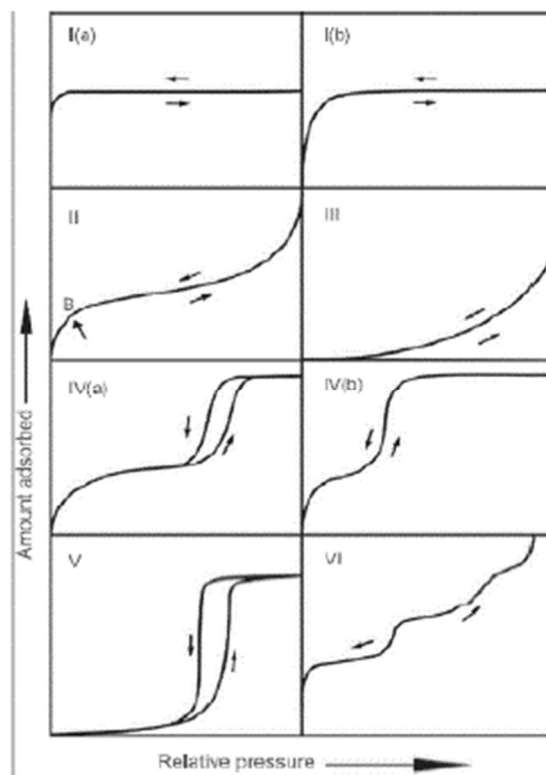 I(a)
I(b)
II
III
B
IV(a)
IV(b)
V
VI
Amount adsorbed
Relative pressure